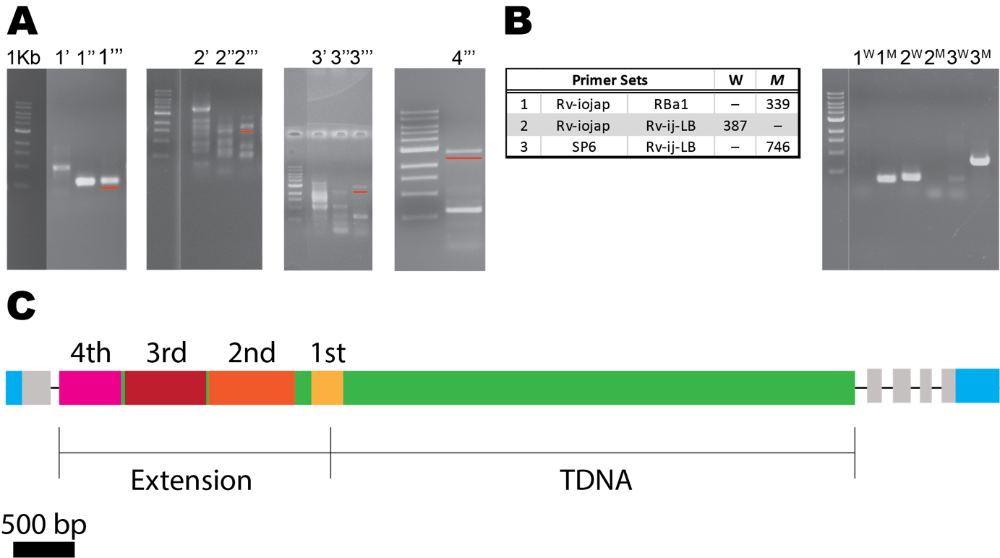 A
B
1Kb 1' 1'' 1'''
2' 2'' 2'''
3' 3'' 3'''
4'''
Primer Sets W M
1 Rv-iojap RBa1 – 339
2 Rv-iojap Rv-ij-LB 387 –
3 SP6 Rv-ij-LB – 746
1W 1M 2W 2M 3W 3M
C
4th 3rd 2nd 1st
Extension TDNA
500 bp